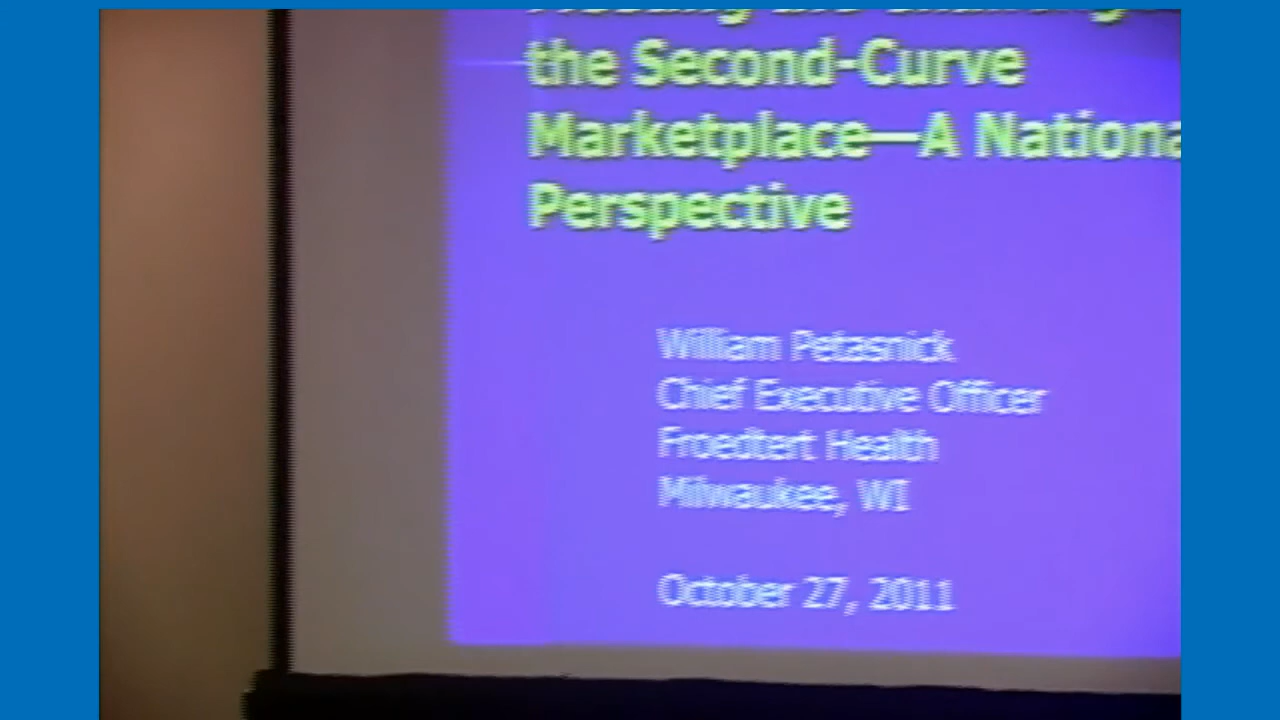 the Second-Curve
Marketplace—A Nationa
Perspective
William Petasnick
Chief Executive Officer
Froedtert Health
Milwaukee, WI
October 27, 2011